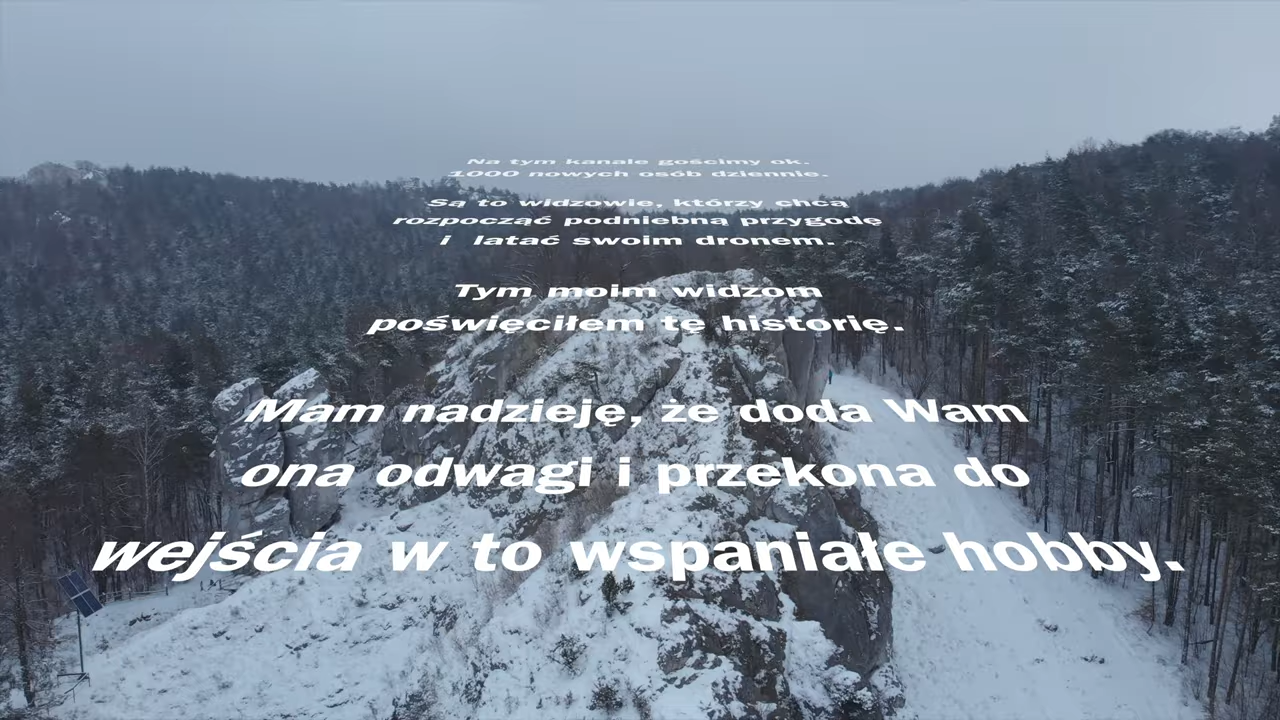 Na tym kanale gościmy ok.
1000 nowych osób dziennie.
Są to widzowie, którzy chcą
rozpocząć podniebną przygodę
i latać swoim dronem.
Tym moim widzom
poświęciłem tę historię.
Mam nadzieję, że doda Wam
ona odwagi i przekona do
wejścia w to wspaniałe hobby.